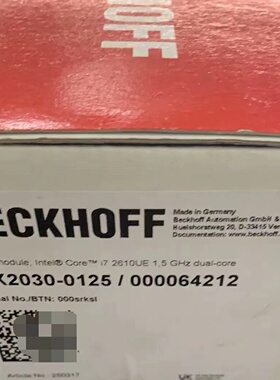 HOFF
ECKHOFF
Made in Germany
Beckhoff Automation GmbH &
Huelshorstweg 20, D-33415 Ver
Documentation: www.beckhoff
module, Intel® Core™ i7 2610UE 1,5 GHz dual-core
X2030-0125 / 000064212
ial No./BTN: 000srksl